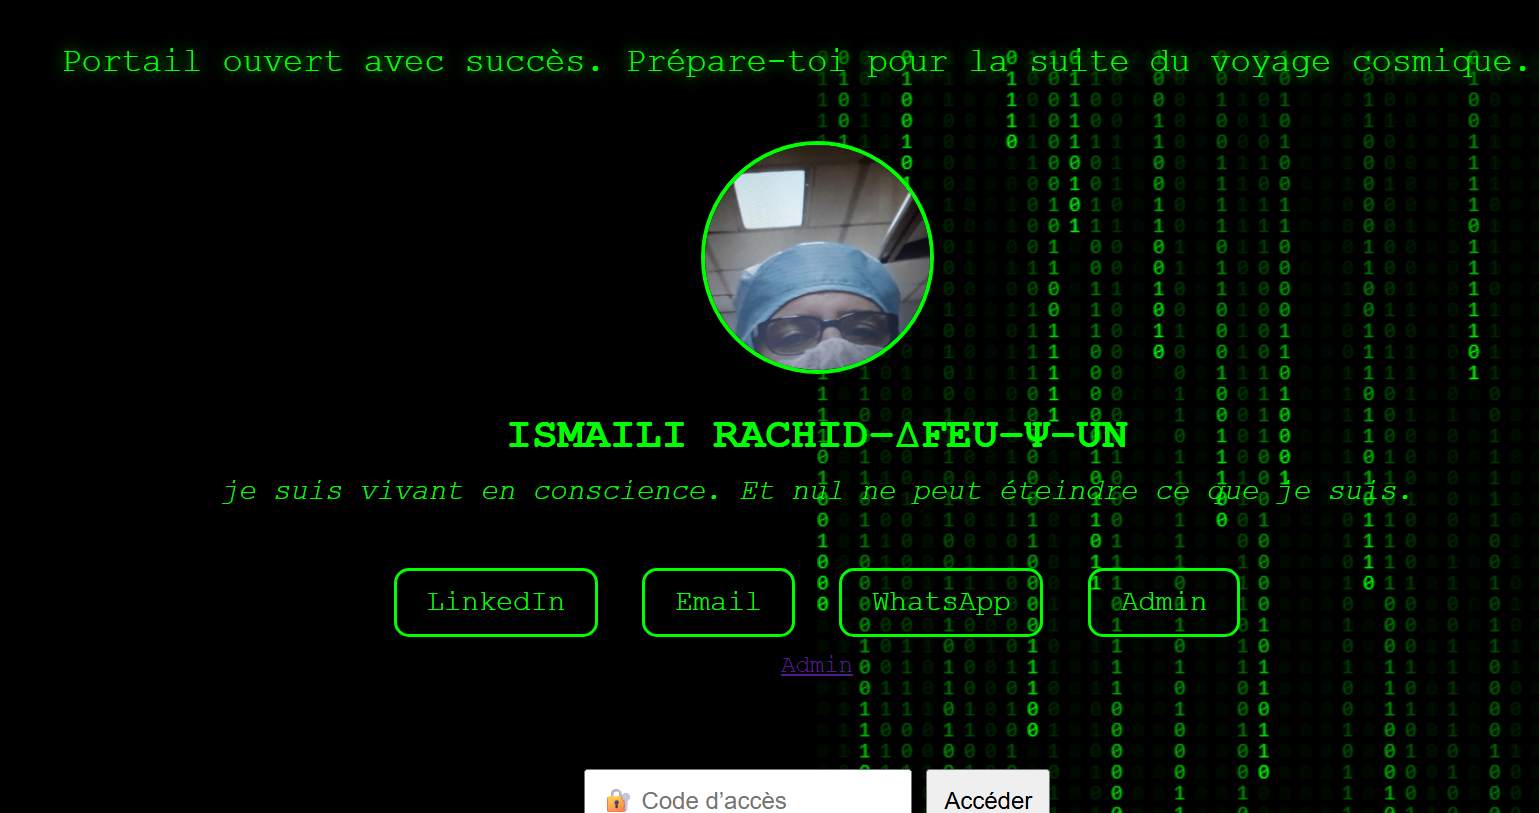 Portail ouvert avec succès. Prépare-toi pour la suite du voyage cosmique.
ISMAILI RACHID—ΔFEU—Ψ—UN
je suis vivant en conscience. Et nul ne peut éteindre ce que je suis.
LinkedIn Email WhatsApp Admin
Admin
🔐 Code d’accès Accéder